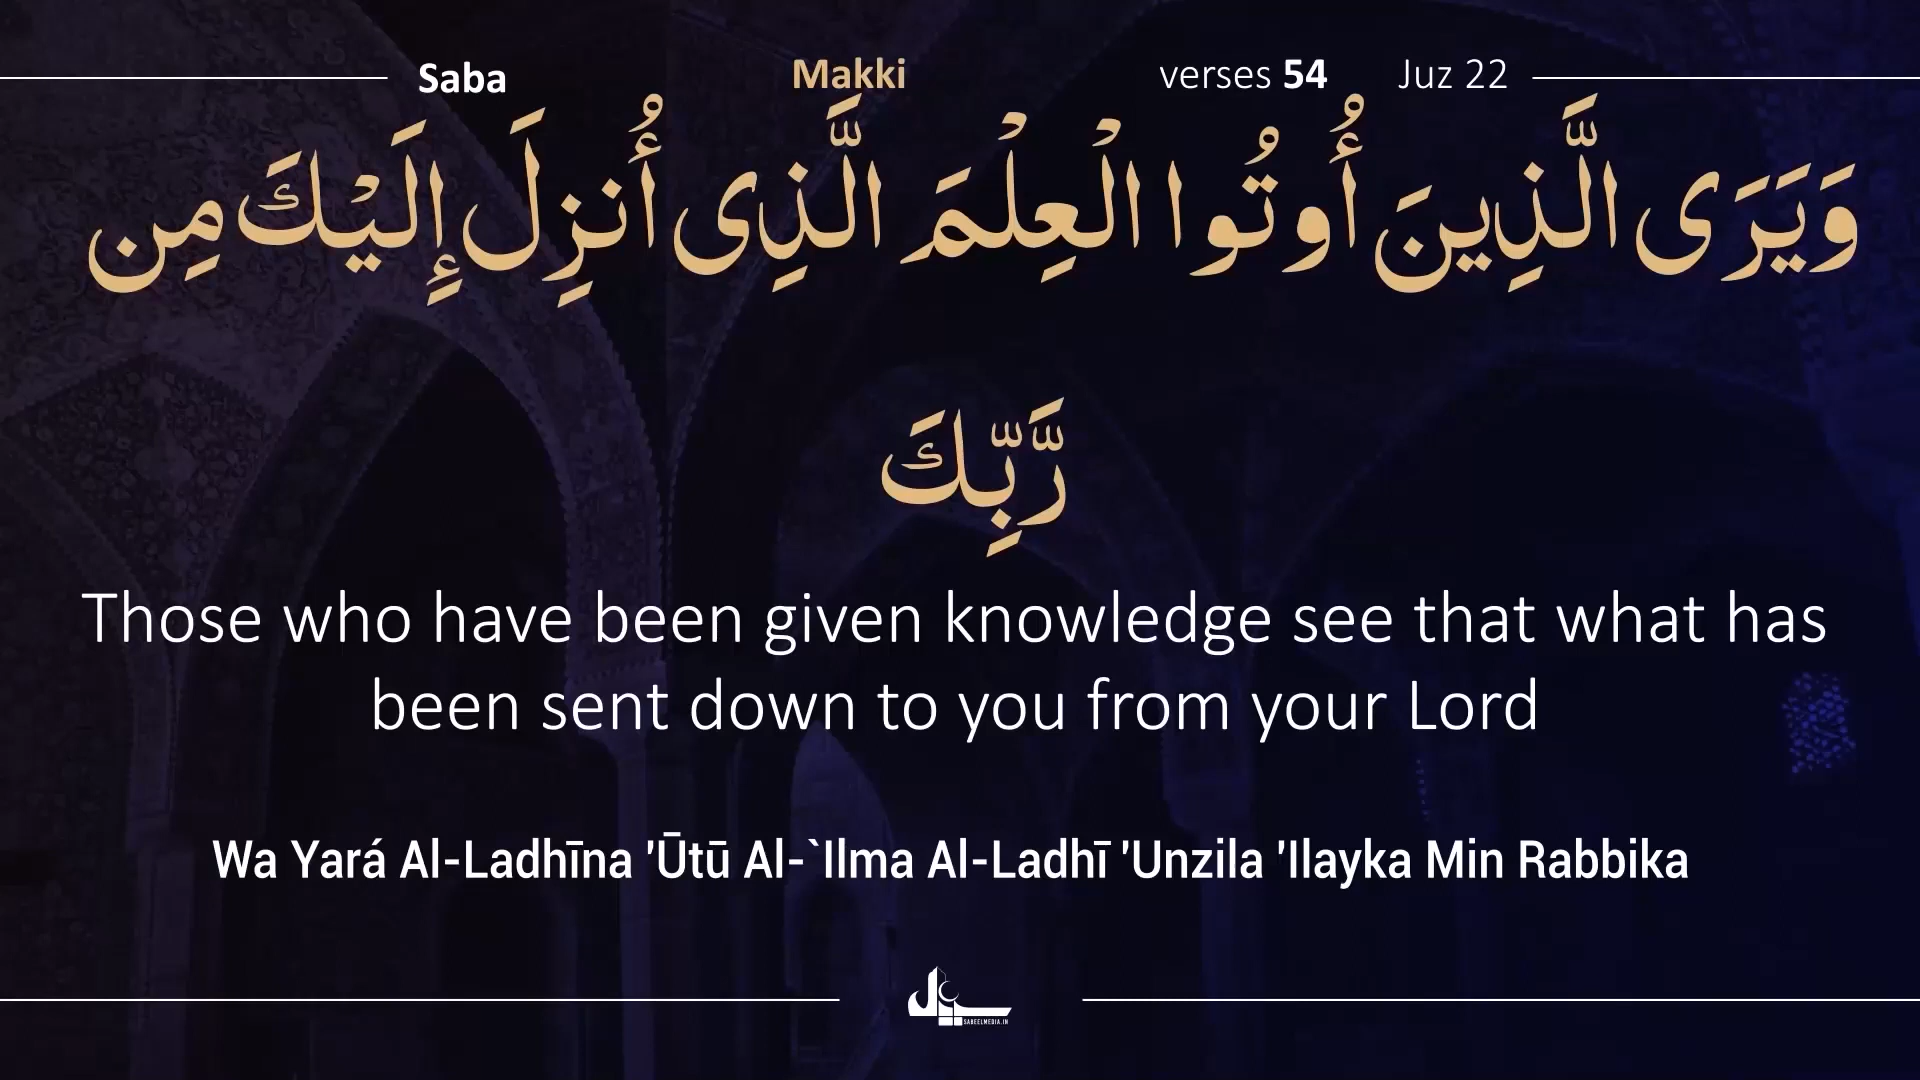 Saba Makki verses 54 Juz 22
وَيَرَى الَّذِينَ أُوتُوا الْعِلْمَ الَّذِى أُنزِلَ إِلَيْكَ مِن
رَّبِّكَ
Those who have been given knowledge see that what has
been sent down to you from your Lord
Wa Yará Al-Ladhīna 'Ūtū Al-`Ilma Al-Ladhī 'Unzila 'Ilayka Min Rabbika
SABEELMEDIA.IN